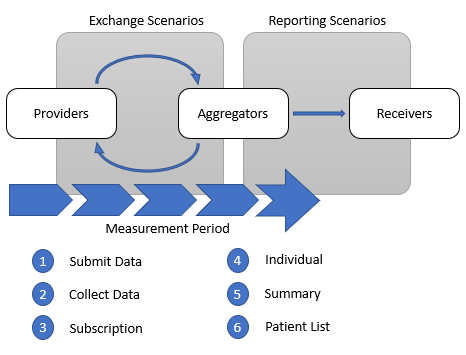 Exchange Scenarios
Reporting Scenarios
Providers
Aggregators
Receivers
Measurement Period
1 Submit Data
2 Collect Data
3 Subscription
4 Individual
5 Summary
6 Patient List